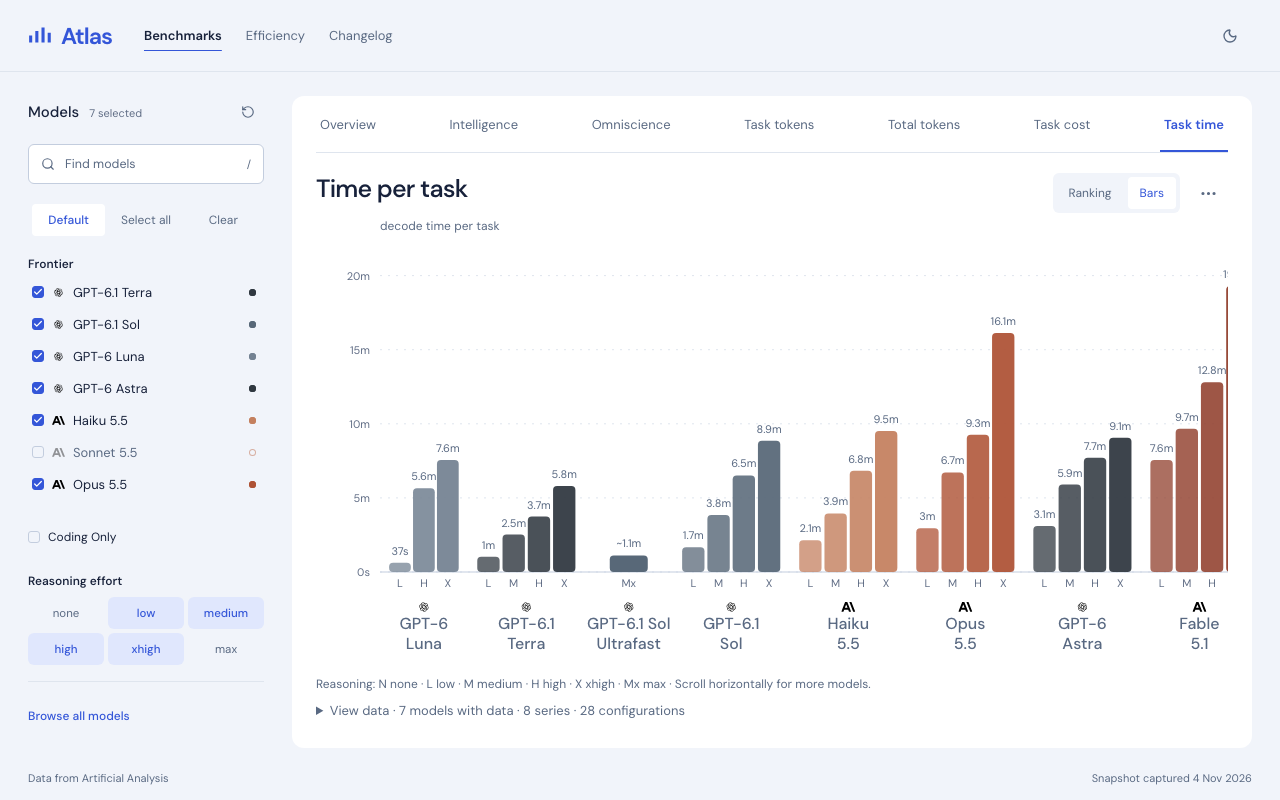 Atlas
Benchmarks
Efficiency
Changelog
Models
7 selected
Find models
/
Default
Select all
Clear
Frontier
GPT-6.1 Terra
GPT-6.1 Sol
GPT-6 Luna
GPT-6 Astra
Haiku 5.5
Sonnet 5.5
Opus 5.5
Coding Only
Reasoning effort
none
low
medium
high
xhigh
max
Browse all models
Overview
Intelligence
Omniscience
Task tokens
Total tokens
Task cost
Task time
Time per task
Ranking
Bars
decode time per task
20m
15m
10m
5m
0s
37s
5.6m
7.6m
1m
2.5m
3.7m
5.8m
~1.1m
1.7m
3.8m
6.5m
8.9m
2.1m
3.9m
6.8m
9.5m
3m
6.7m
9.3m
16.1m
3.1m
5.9m
7.7m
9.1m
7.6m
9.7m
12.8m
L H X
L M H X
Mx
L M H X
L M H X
L M H X
L M H X
L M H
GPT-6
Luna
GPT-6.1
Terra
GPT-6.1 Sol
Ultrafast
GPT-6.1
Sol
Haiku
5.5
Opus
5.5
GPT-6
Astra
Fable
5.1
Reasoning: N none · L low · M medium · H high · X xhigh · Mx max · Scroll horizontally for more models.
View data · 7 models with data · 8 series · 28 configurations
Data from Artificial Analysis
Snapshot captured 4 Nov 2026